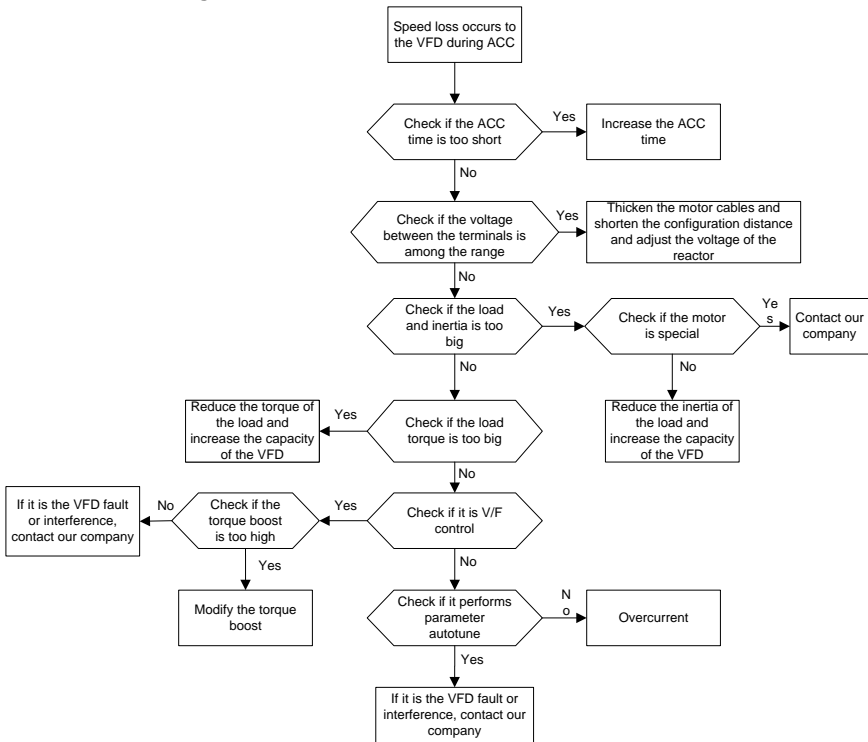 Speed loss occurs to
the VFD during ACC
Check if the ACC
time is too short
Yes
Increase the ACC
time
No
Check if the voltage
between the terminals is
among the range
Yes
Thicken the motor cables and
shorten the configuration distance
and adjust the voltage of the
reactor
No
Check if the load
and inertia is too
big
Yes
Check if the motor
is special
Ye
s
Contact our
company
No
No
Reduce the inertia of
the load and
increase the capacity
of the VFD
Check if the load
torque is too big
Yes
Reduce the torque of
the load and
increase the capacity
of the VFD
No
Check if it is V/F
control
Yes
Check if the
torque boost
is too high
No
If it is the VFD fault
or interference,
contact our company
Yes
Modify the torque
boost
No
Check if it performs
parameter
autotune
N
o
Overcurrent
Yes
If it is the VFD fault or
interference, contact our
company